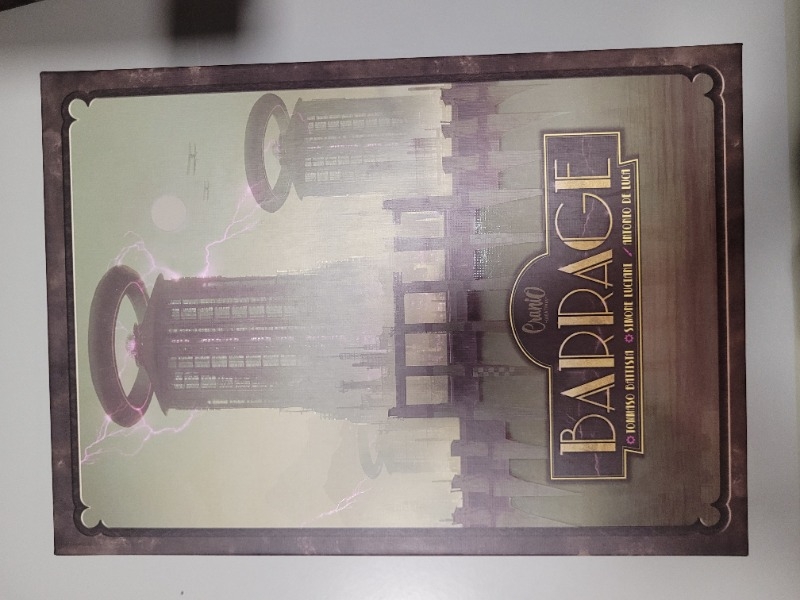 Cranio
BARRAGE
TOMMASO BATTISTA ✡ SIMONE LUCIANI / ANTONIO DE LUCA